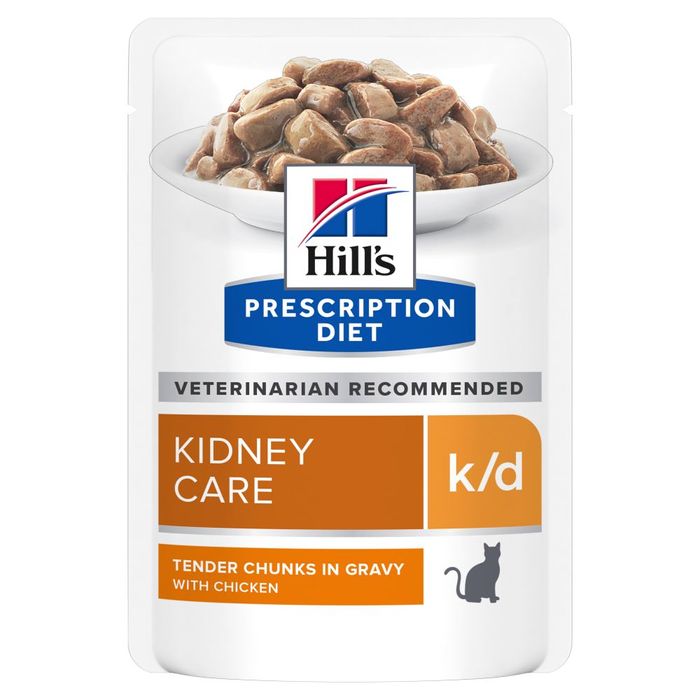 Hill's
PRESCRIPTION
DIET
VETERINARIAN RECOMMENDED
KIDNEY
CARE
k/d
TENDER CHUNKS IN GRAVY
WITH CHICKEN